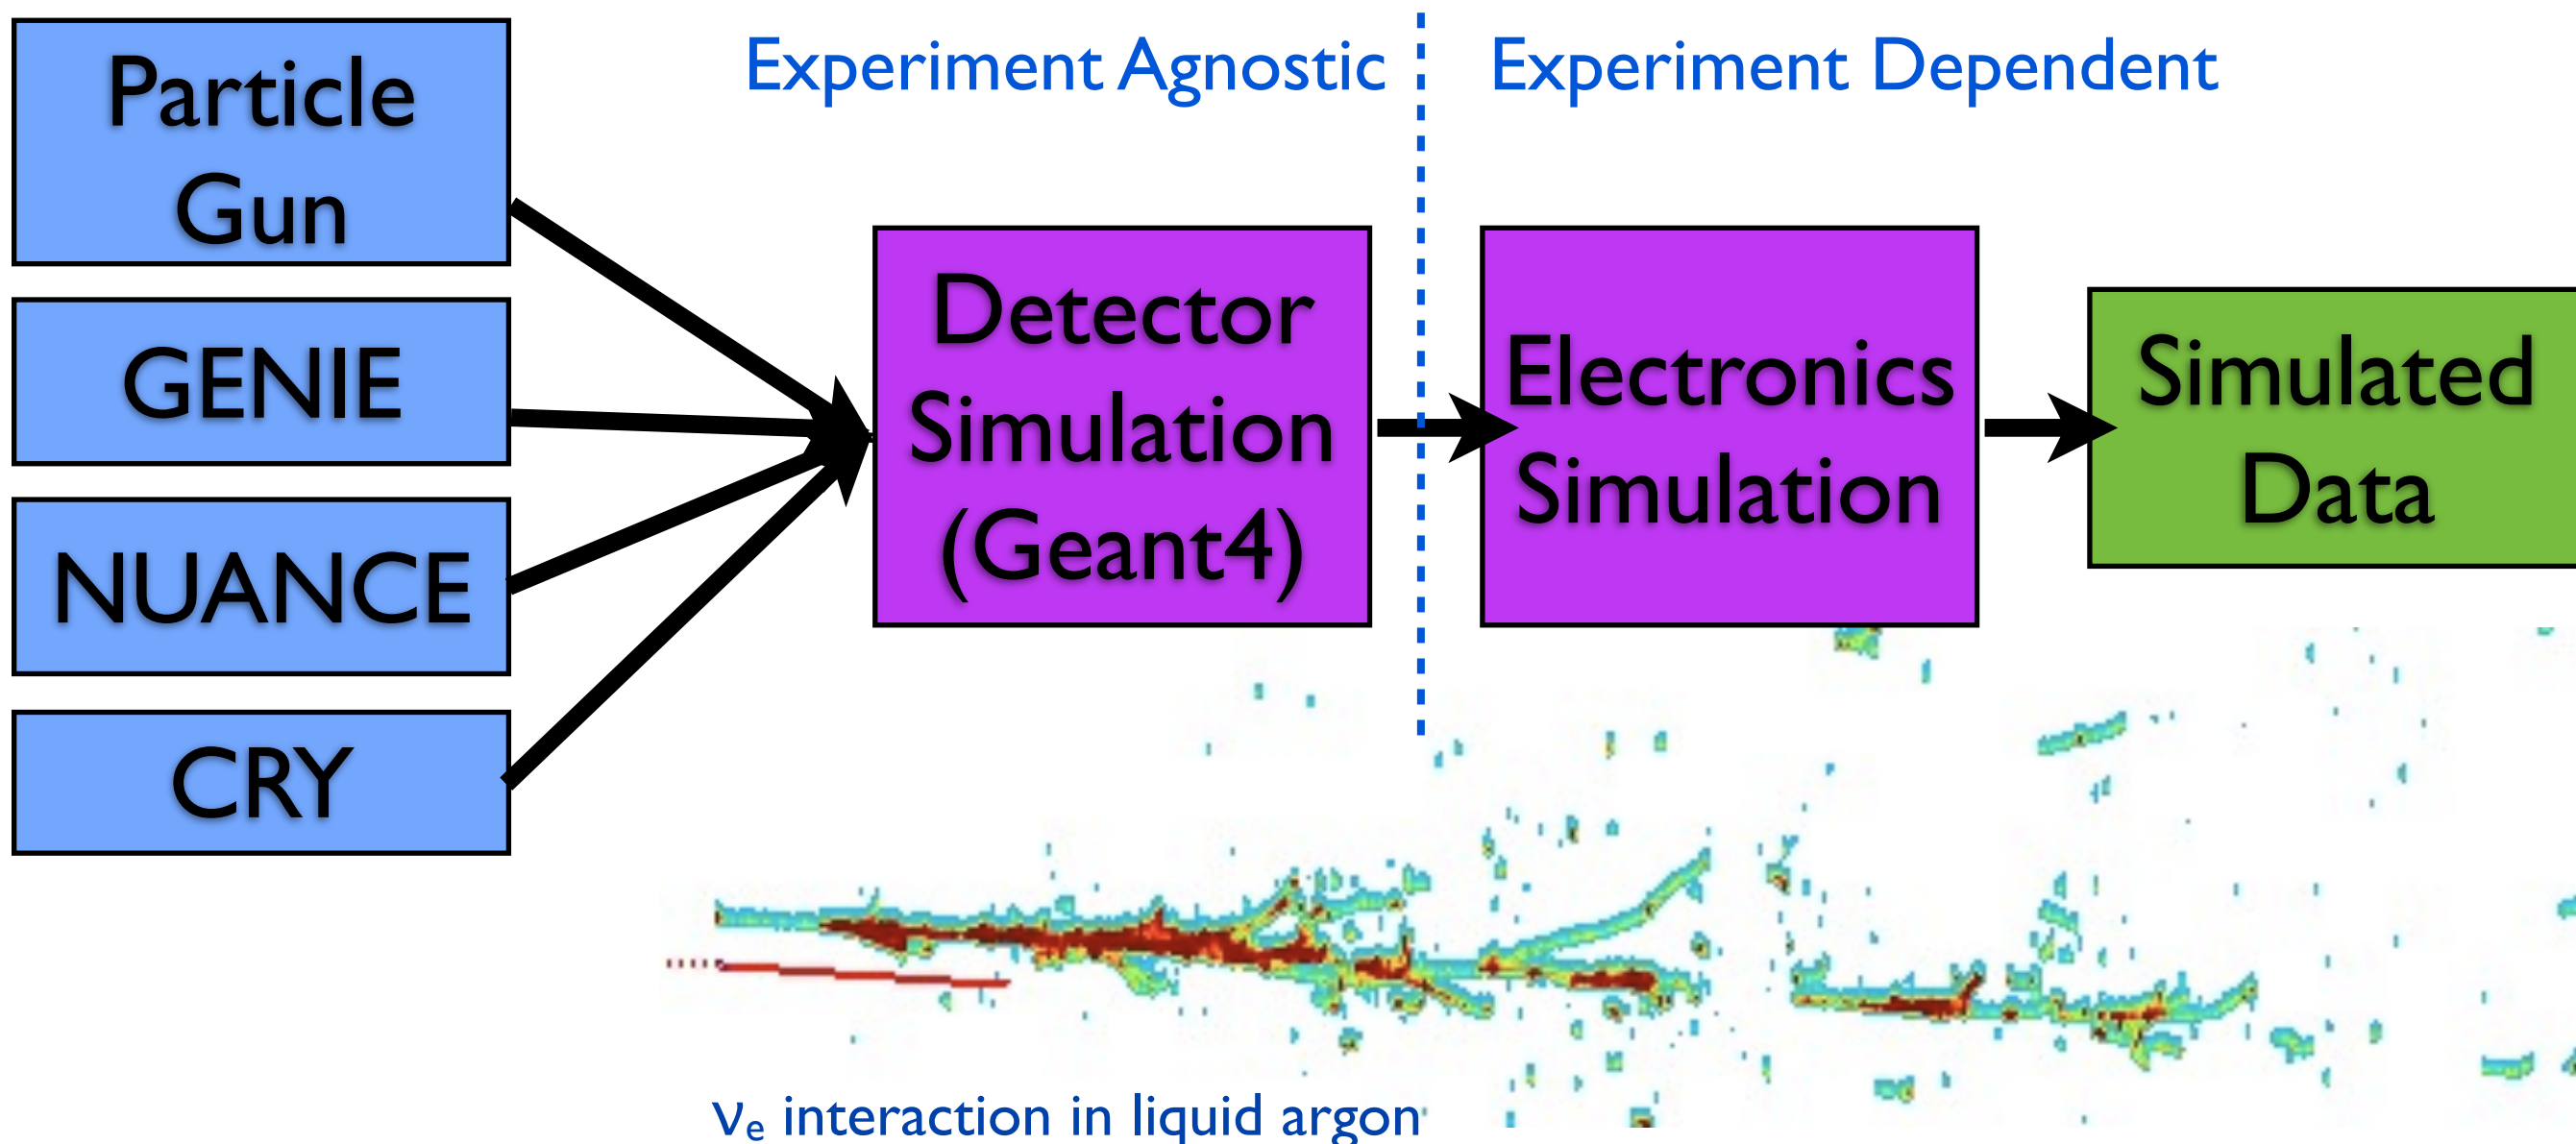 Particle
Gun
GENIE
NUANCE
CRY
Experiment Agnostic
Experiment Dependent
Detector
Simulation
(Geant4)
Electronics
Simulation
Simulated
Data
νe interaction in liquid argon